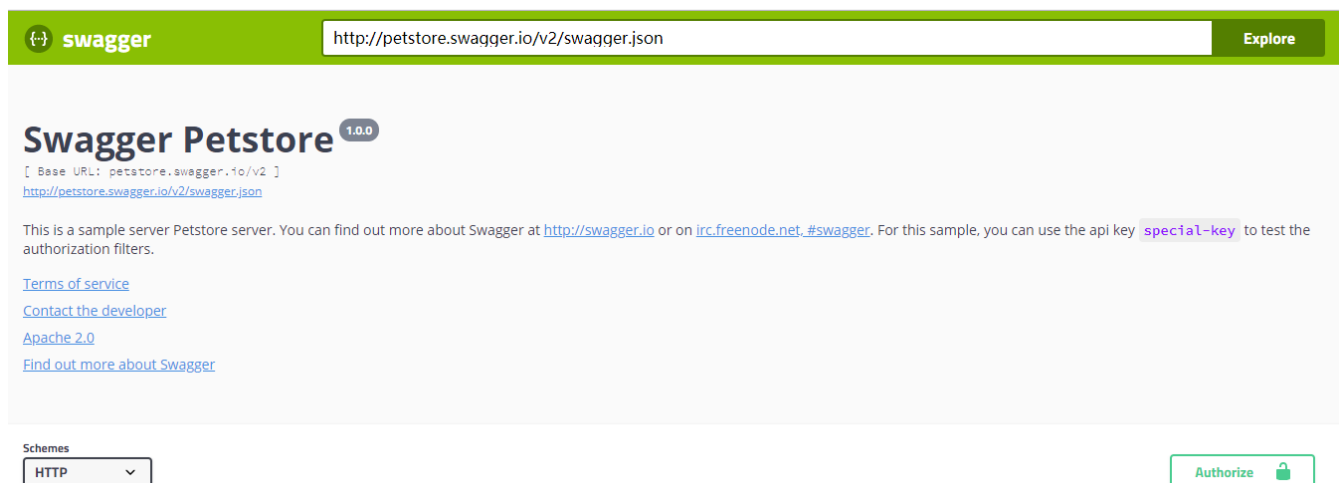 swagger
http://petstore.swagger.io/v2/swagger.json
Explore
Swagger Petstore 1.0.0
[ Base URL: petstore.swagger.io/v2 ]
http://petstore.swagger.io/v2/swagger.json
This is a sample server Petstore server. You can find out more about Swagger at http://swagger.io or on irc.freenode.net, #swagger. For this sample, you can use the api key special-key to test the
authorization filters.
Terms of service
Contact the developer
Apache 2.0
Find out more about Swagger
Schemes
HTTP
Authorize